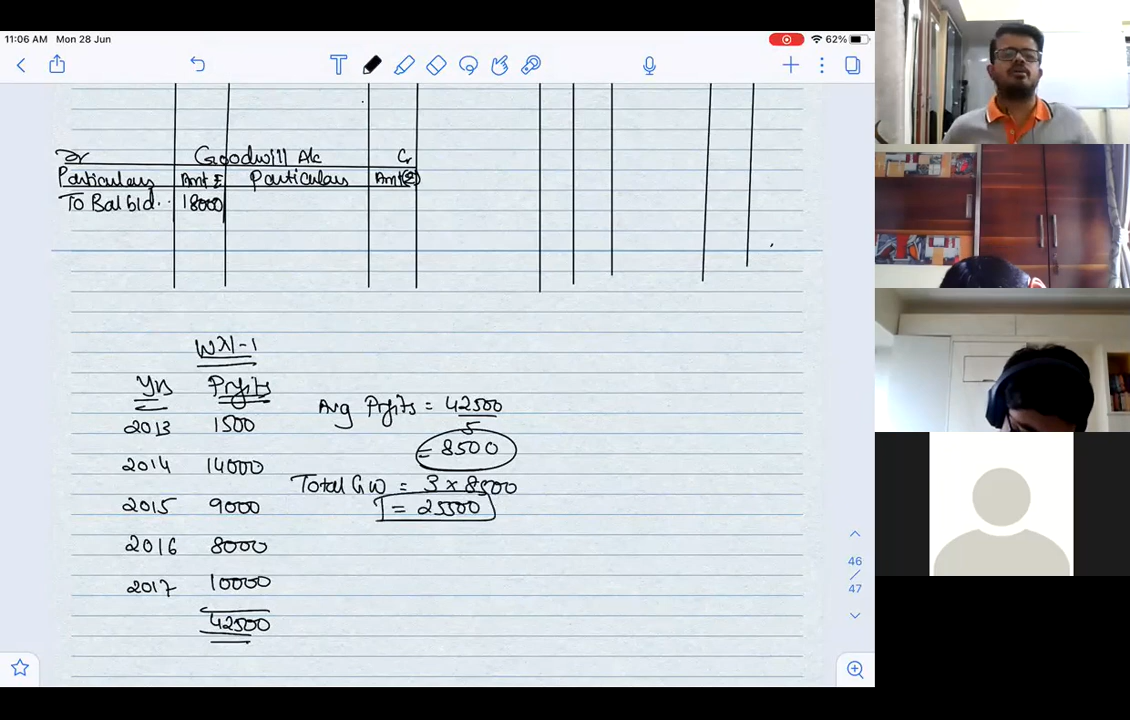 11:06 AM Mon 28 Jun 62%
Dr Goodwill A/c Cr
Particulars Amt ₹ Particulars Amt(₹)
To Bal b/d.. 18000
WN-1
Yrs Profits
2013 1500
2014 14000
2015 9000
2016 8000
2017 10000
42500
Avg Profits = 42500
5
= 8500
Total GW = 3 x 8500
= 25500
46
/
47